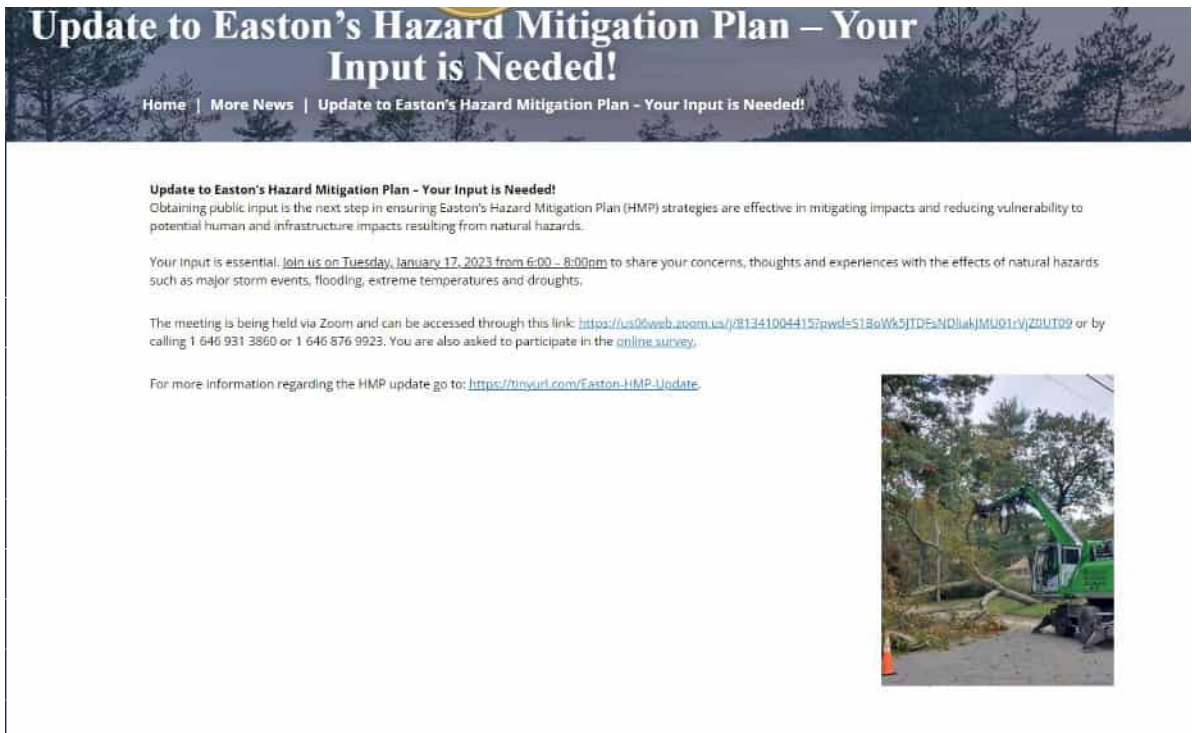 Update to Easton's Hazard Mitigation Plan – Your
Input is Needed!
Home | More News | Update to Easton's Hazard Mitigation Plan – Your Input is Needed!
Update to Easton's Hazard Mitigation Plan – Your Input is Needed!
Obtaining public input is the next step in ensuring Easton's Hazard Mitigation Plan (HMP) strategies are effective in mitigating impacts and reducing vulnerability to
potential human and infrastructure impacts resulting from natural hazards.
Your input is essential. Join us on Tuesday, January 17, 2023 from 6:00 – 8:00pm to share your concerns, thoughts and experiences with the effects of natural hazards
such as major storm events, flooding, extreme temperatures and droughts.
The meeting is being held via Zoom and can be accessed through this link: or by
calling 1 646 931 3860 or 1 646 876 9923. You are also asked to participate in the online survey.
For more information regarding the HMP update go to: https://tinyurl.com/Easton-HMP-Update.